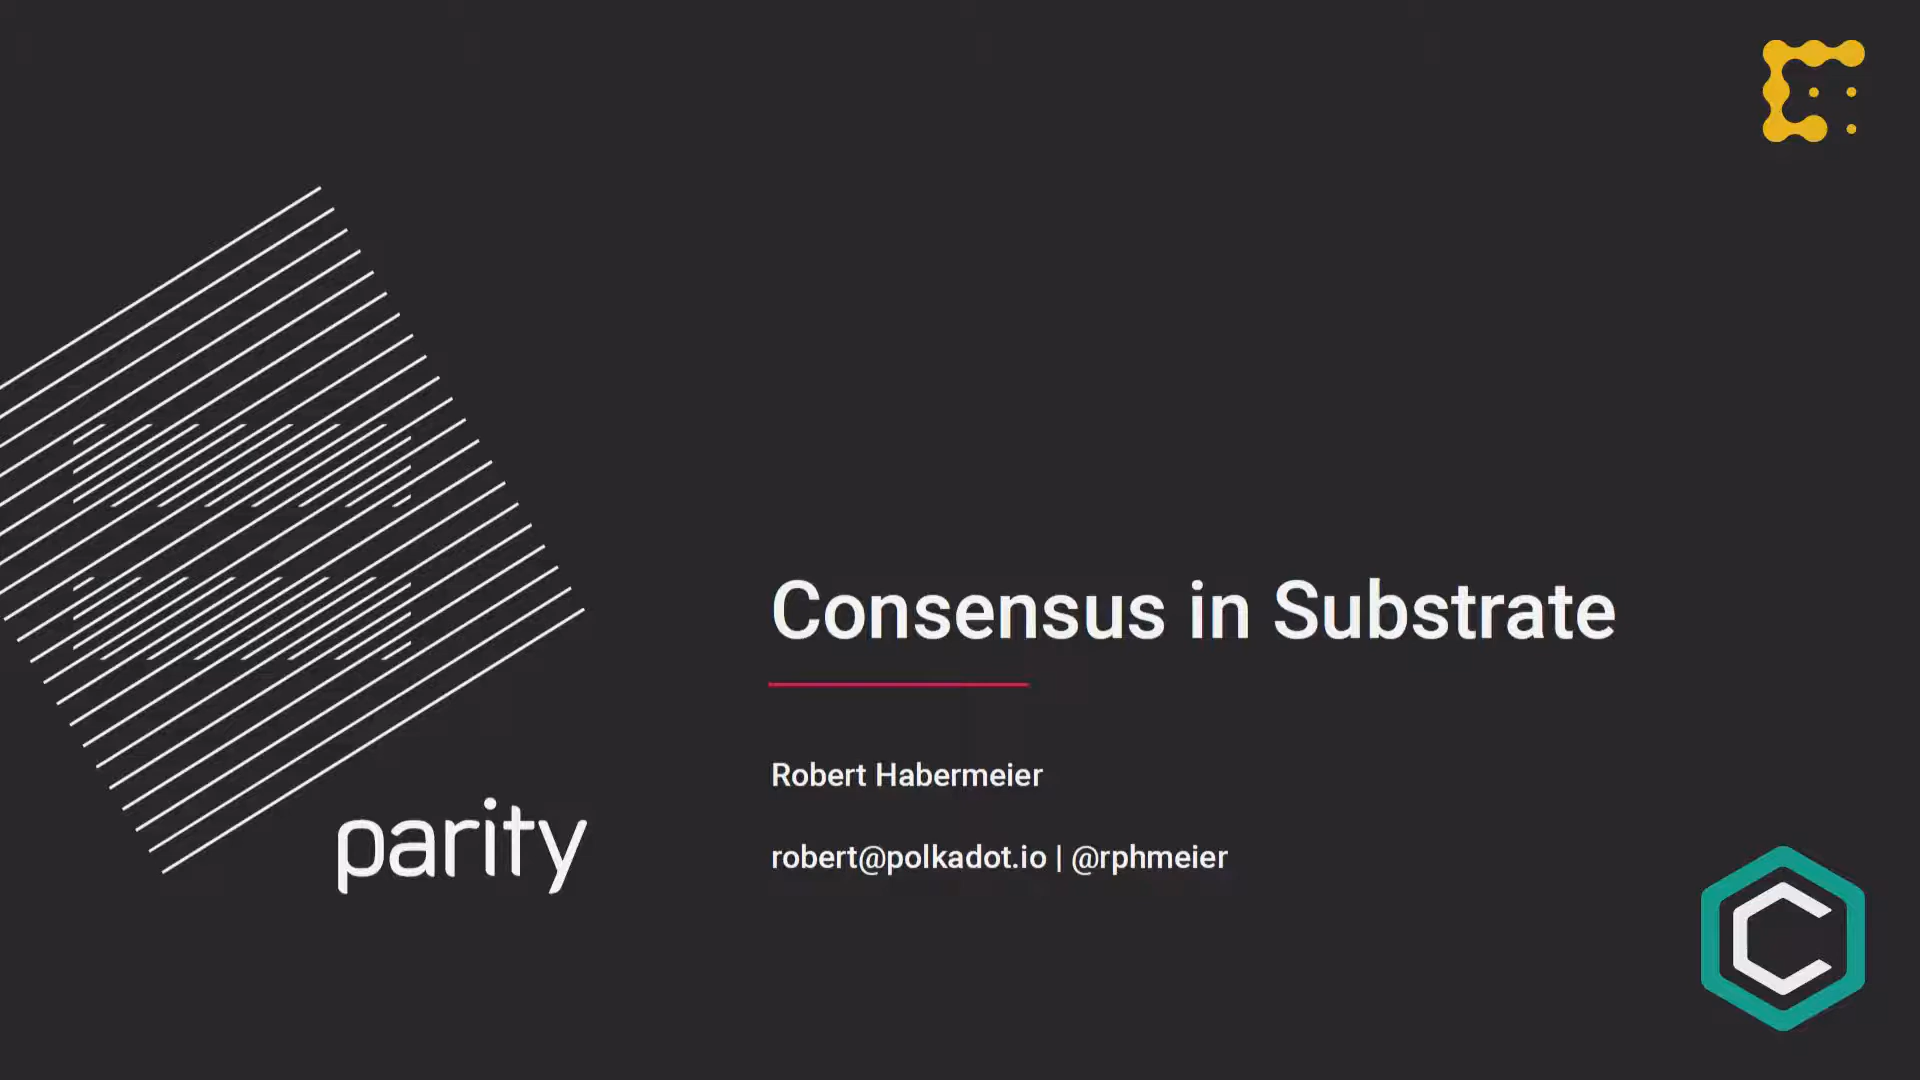 Consensus in Substrate
Robert Habermeier
robert@polkadot.io | @rphmeier
parity